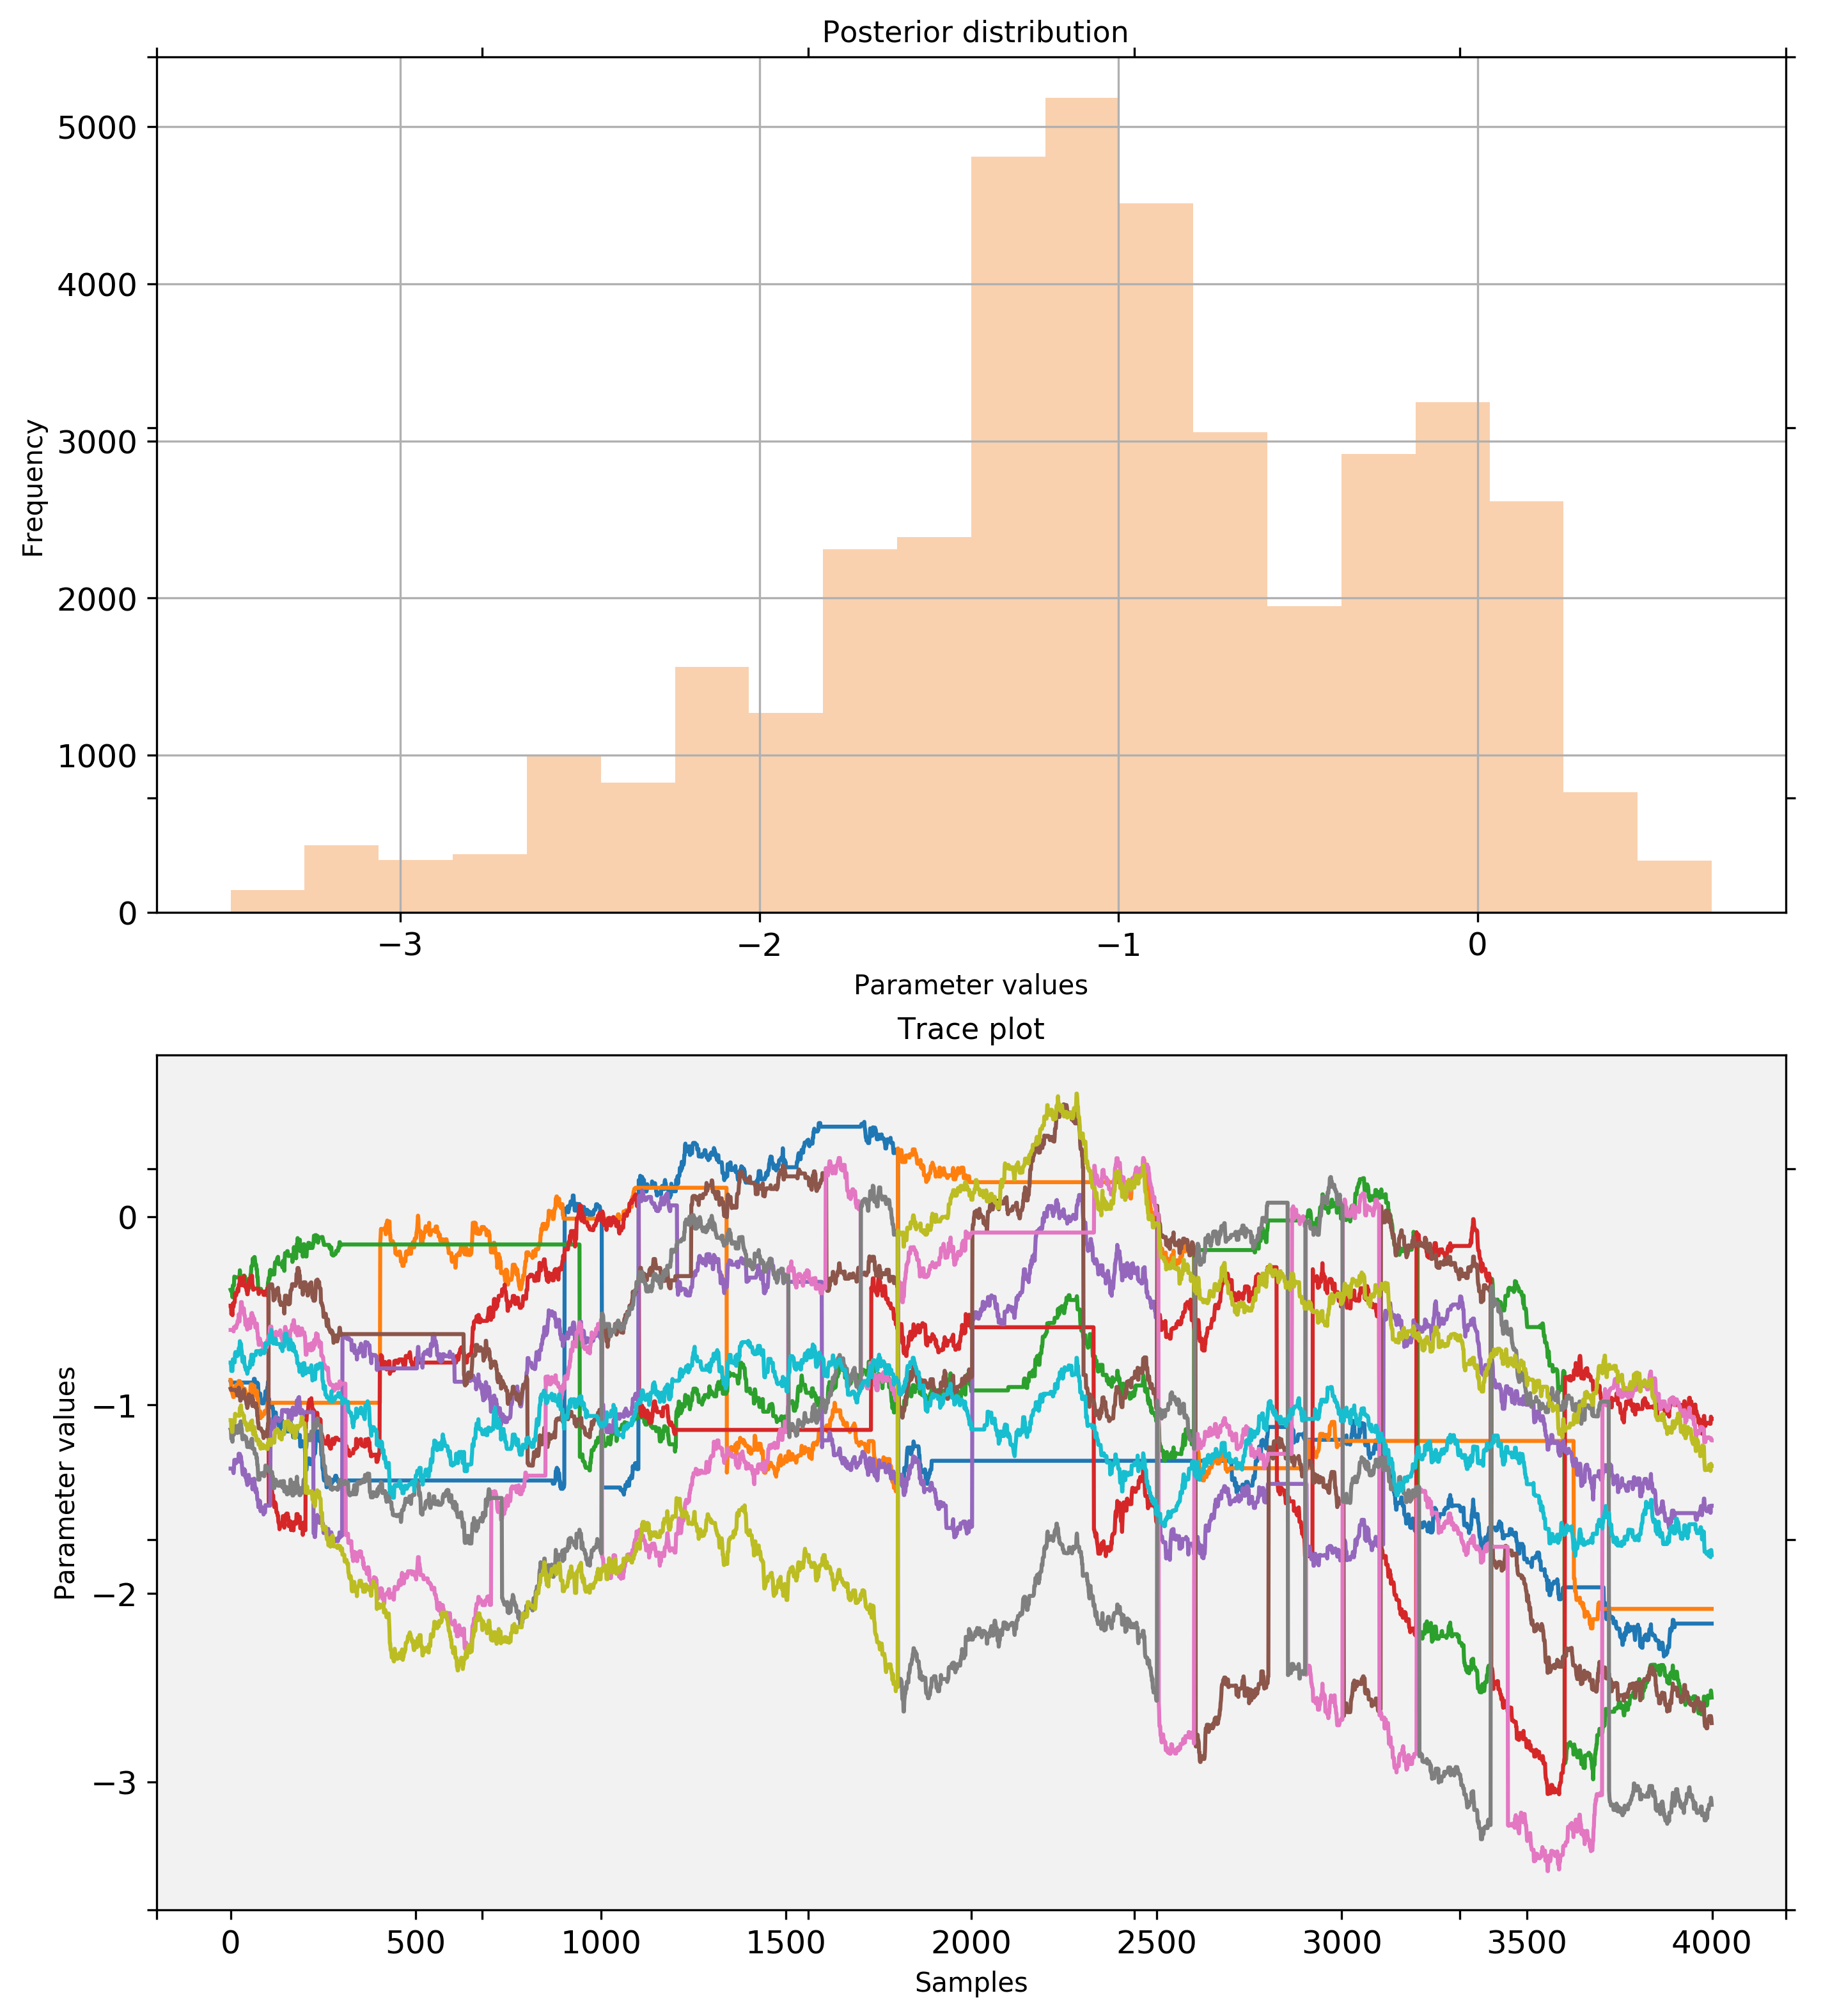 Posterior distribution
5000
4000
3000
2000
1000
0
Frequency
−3 −2 −1 0
Parameter values
Trace plot
0
−1
−2
−3
Parameter values
0 500 1000 1500 2000 2500 3000 3500 4000
Samples